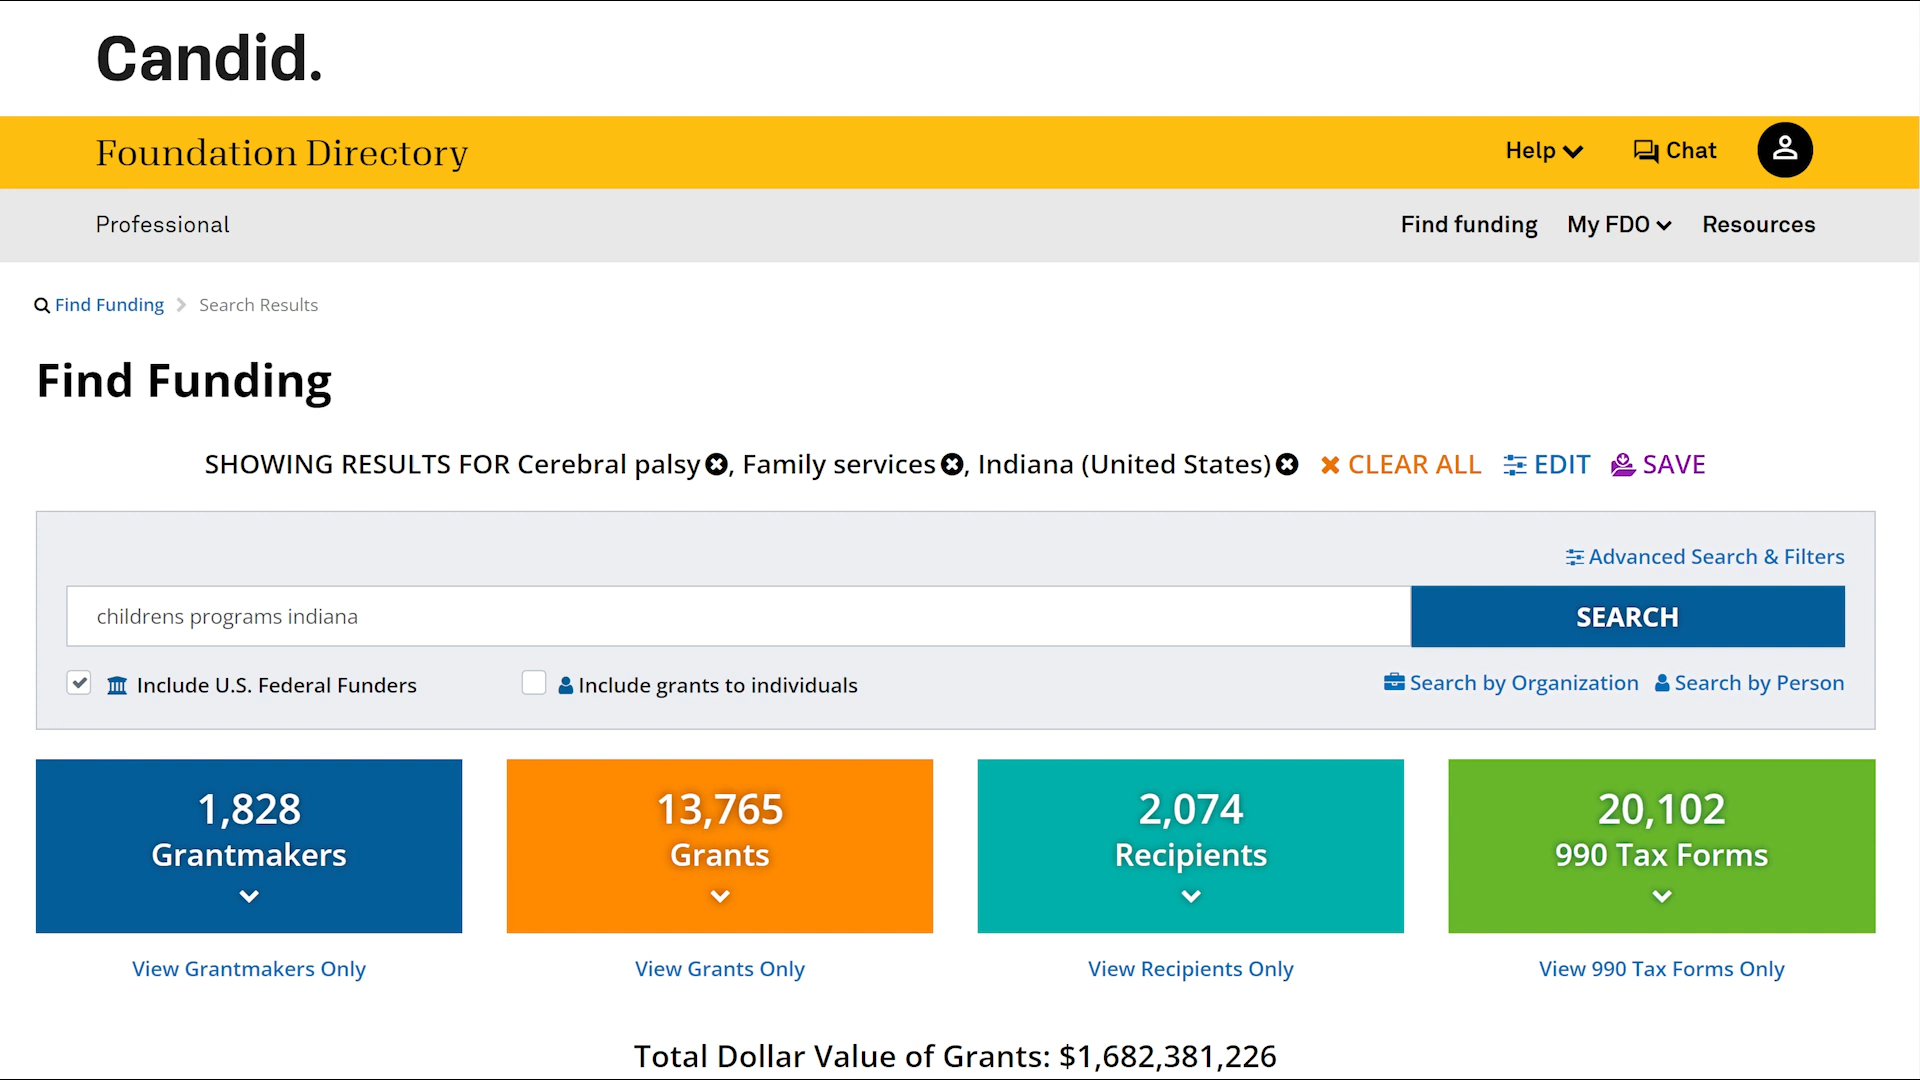 Candid.
Foundation Directory
Help
Chat
Professional
Find funding
My FDO
Resources
Find Funding
Search Results
Find Funding
SHOWING RESULTS FOR Cerebral palsy, Family services, Indiana (United States) CLEAR ALL EDIT SAVE
Advanced Search & Filters
childrens programs indiana
SEARCH
Include U.S. Federal Funders
Include grants to individuals
Search by Organization
Search by Person
1,828
Grantmakers
View Grantmakers Only
13,765
Grants
View Grants Only
2,074
Recipients
View Recipients Only
20,102
990 Tax Forms
View 990 Tax Forms Only
Total Dollar Value of Grants: $1,682,381,226